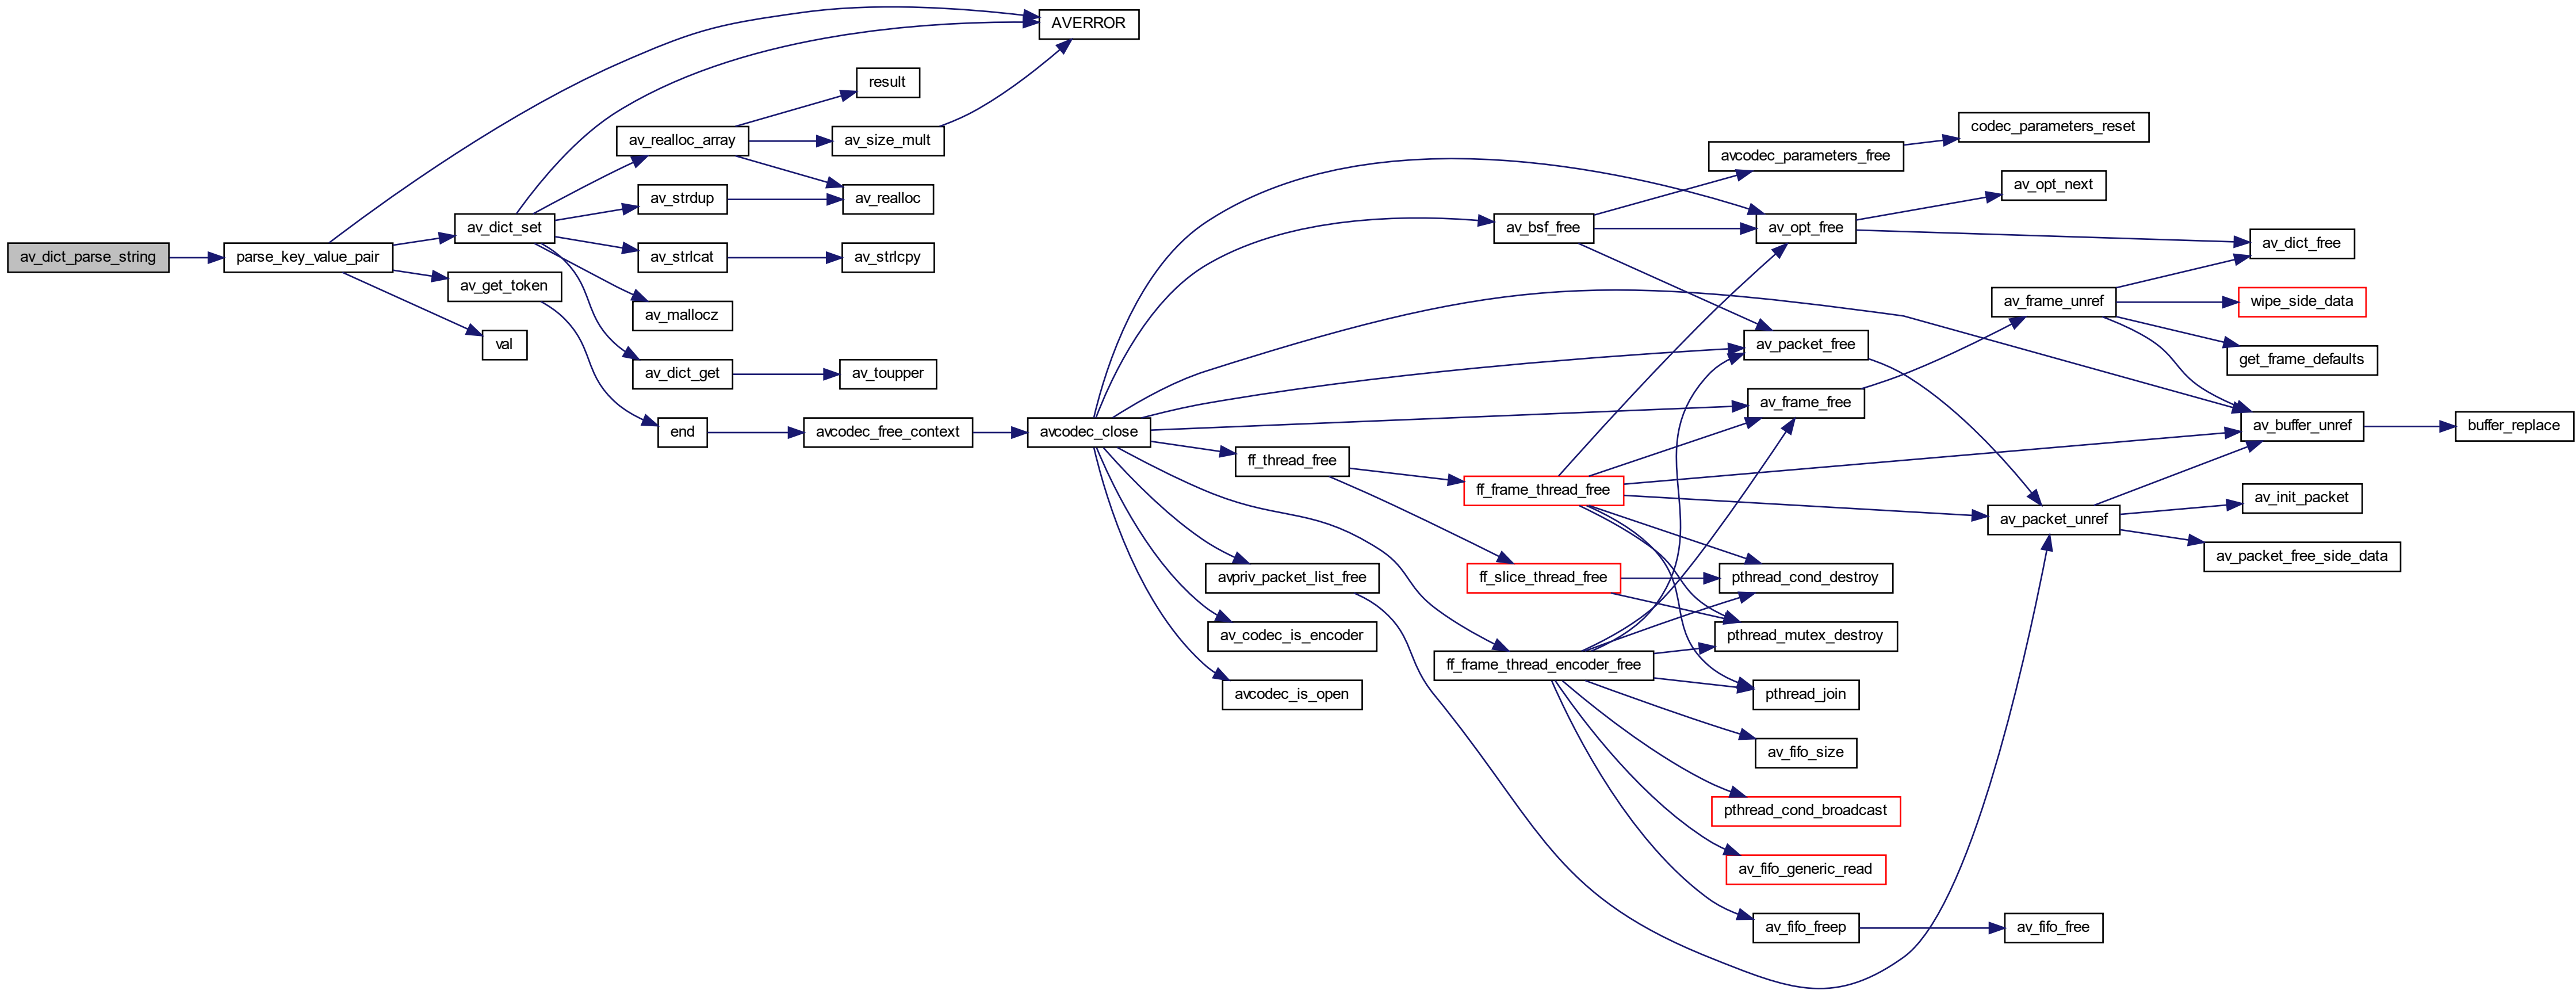 av_dict_parse_string
parse_key_value_pair
AVERROR
av_dict_set
av_get_token
val
av_realloc_array
av_strdup
av_strlcat
av_mallocz
av_dict_get
end
result
av_size_mult
av_realloc
av_strlcpy
av_toupper
avcodec_free_context
avcodec_close
ff_thread_free
avpriv_packet_list_free
av_codec_is_encoder
avcodec_is_open
av_bsf_free
ff_frame_thread_free
ff_slice_thread_free
ff_frame_thread_encoder_free
avcodec_parameters_free
av_opt_free
av_packet_free
av_frame_free
pthread_cond_destroy
pthread_mutex_destroy
pthread_join
av_fifo_size
pthread_cond_broadcast
av_fifo_generic_read
av_fifo_freep
codec_parameters_reset
av_opt_next
av_frame_unref
av_packet_unref
av_fifo_free
av_dict_free
wipe_side_data
get_frame_defaults
av_buffer_unref
av_init_packet
av_packet_free_side_data
buffer_replace